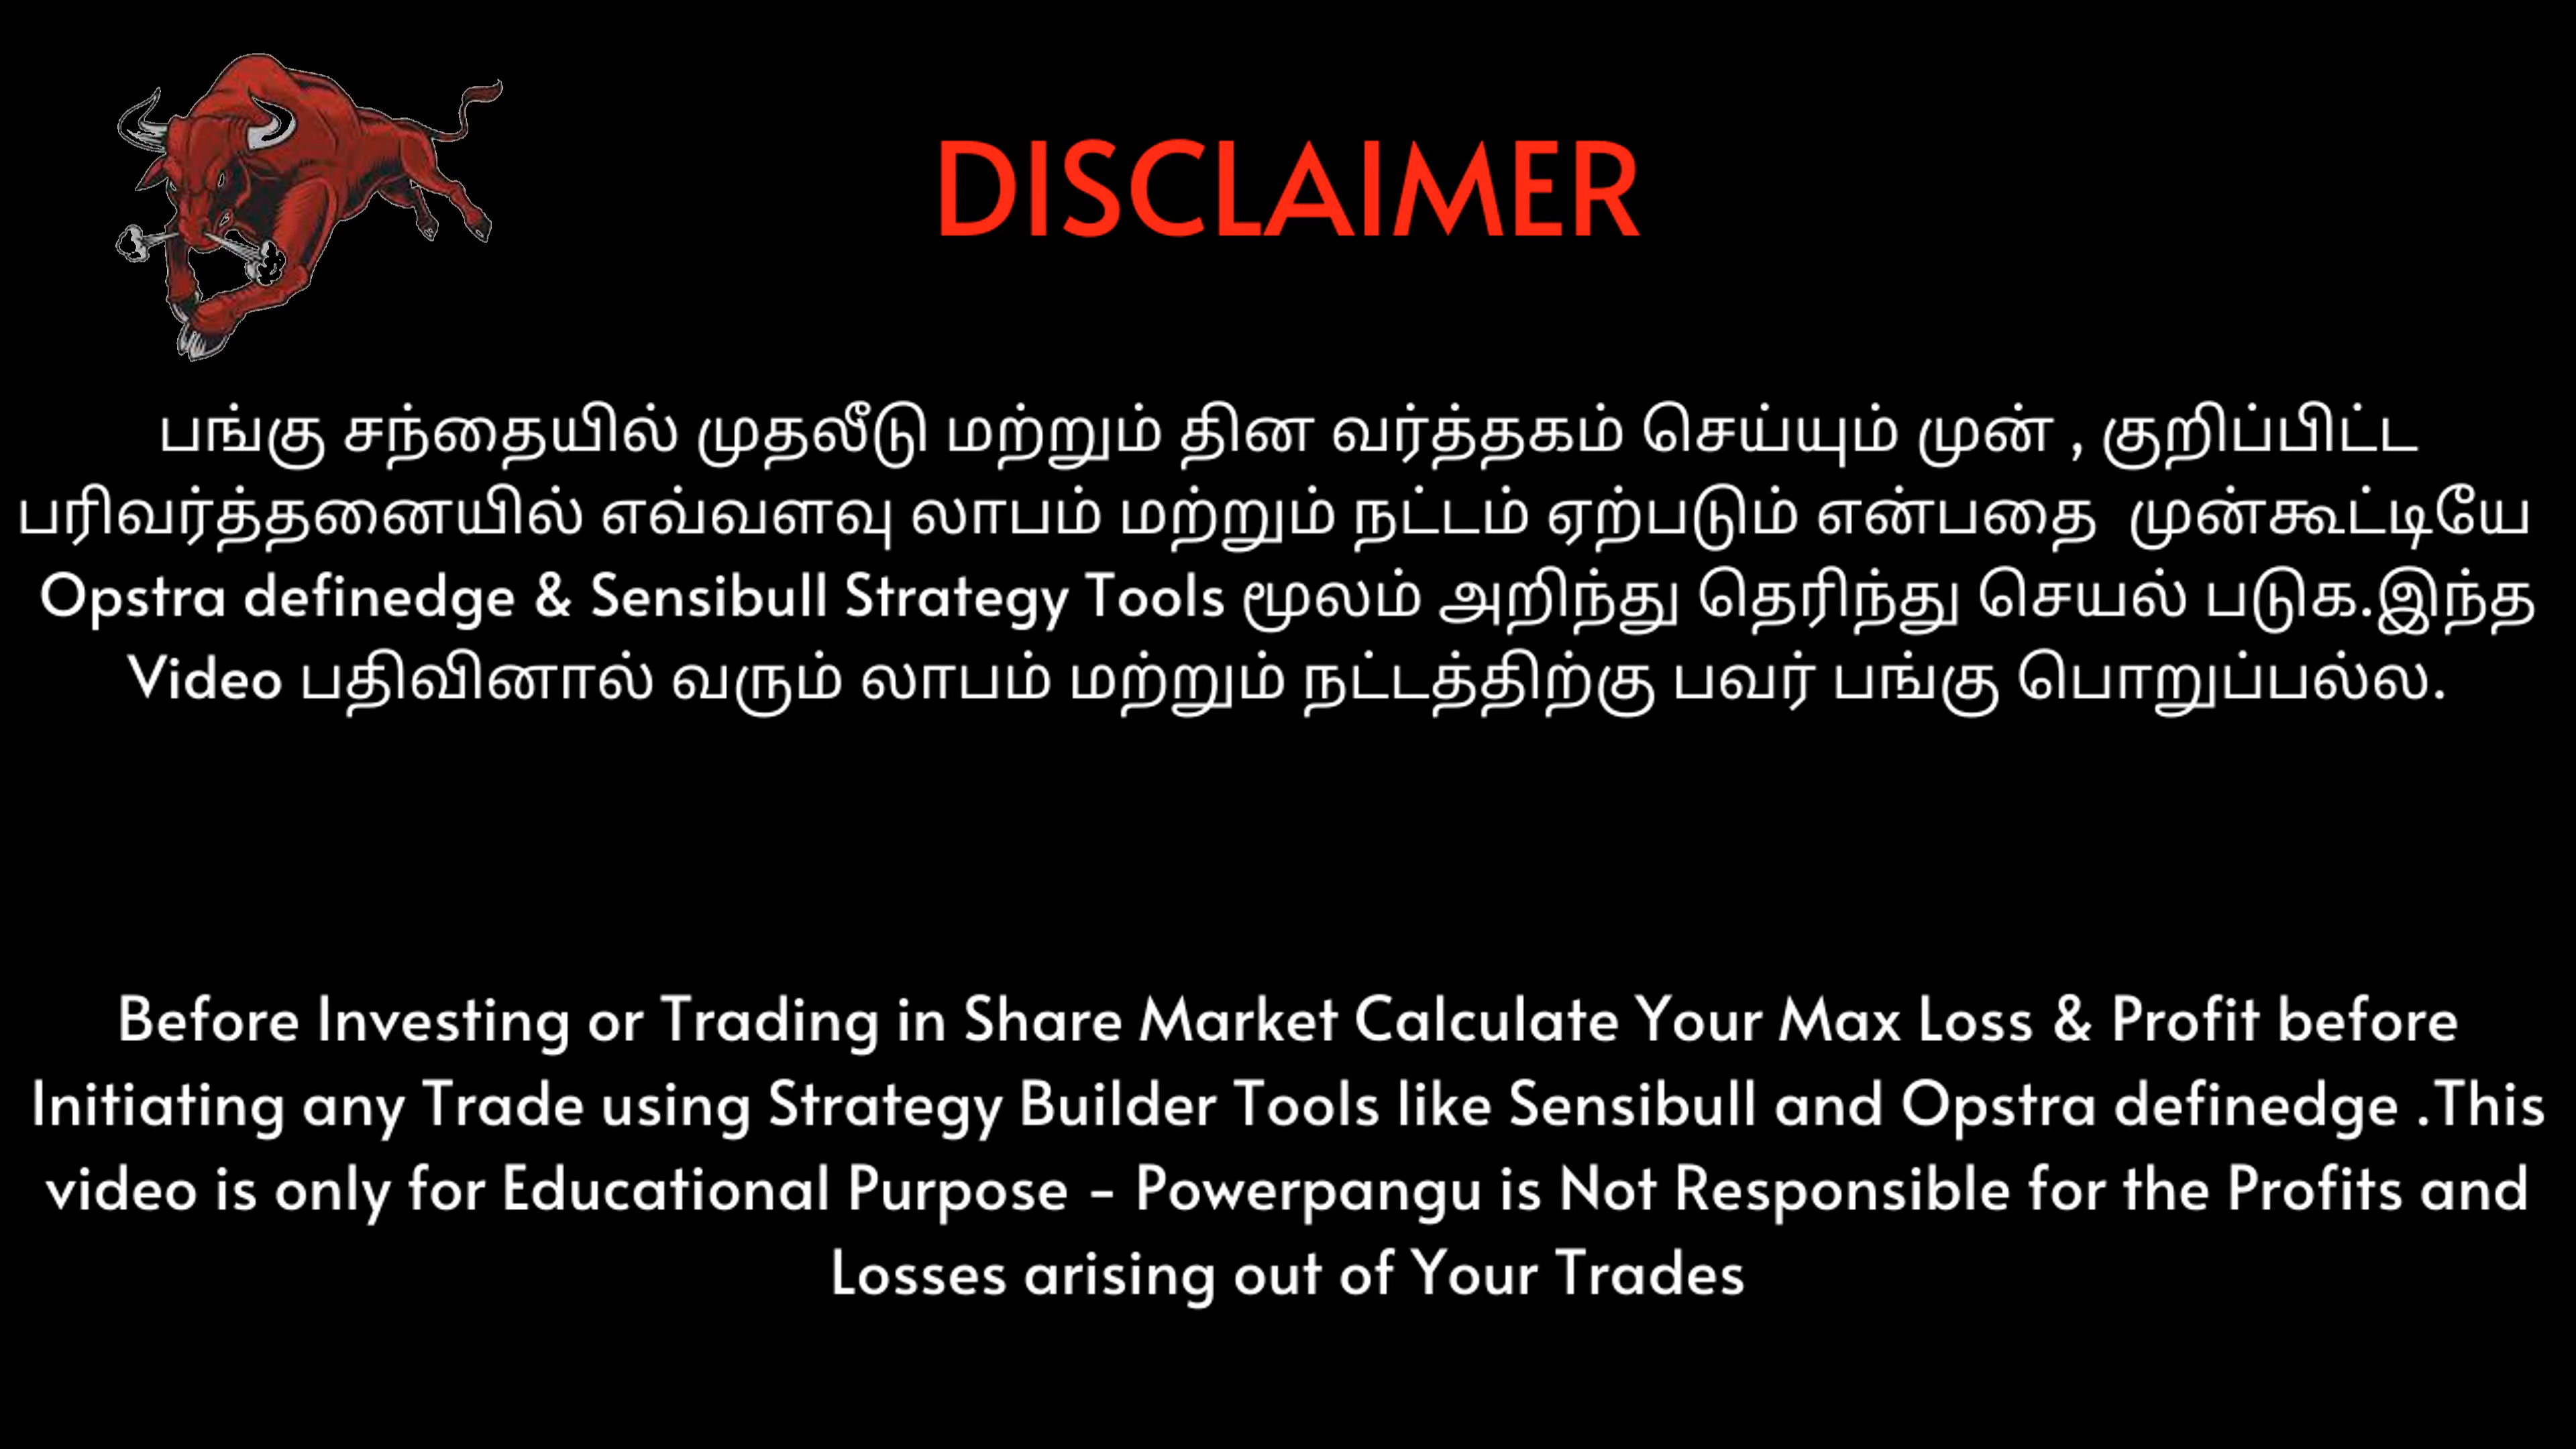 DISCLAIMER
பங்கு சந்தையில் முதலீடு மற்றும் தின வர்த்தகம் செய்யும் முன் , குறிப்பிட்ட
பரிவர்த்தனையில் எவ்வளவு லாபம் மற்றும் நட்டம் ஏற்படும் என்பதை முன்கூட்டியே
Opstra definedge & Sensibull Strategy Tools மூலம் அறிந்து தெரிந்து செயல் படுக.இந்த
Video பதிவினால் வரும் லாபம் மற்றும் நட்டத்திற்கு பவர் பங்கு பொறுப்பல்ல.
Before Investing or Trading in Share Market Calculate Your Max Loss & Profit before
Initiating any Trade using Strategy Builder Tools like Sensibull and Opstra definedge .This
video is only for Educational Purpose - Powerpangu is Not Responsible for the Profits and
Losses arising out of Your Trades